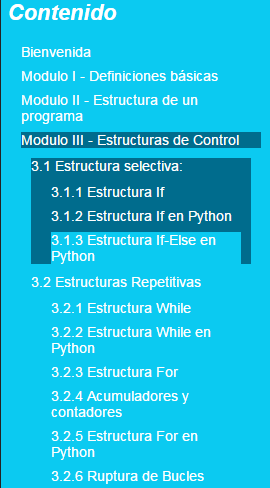 Contenido
Bienvenida
Modulo I - Definiciones básicas
Modulo II - Estructura de un
programa
Modulo III - Estructuras de Control
3.1 Estructura selectiva:
3.1.1 Estructura If
3.1.2 Estructura If en Python
3.1.3 Estructura If-Else en
Python
3.2 Estructuras Repetitivas
3.2.1 Estructura While
3.2.2 Estructura While en
Python
3.2.3 Estructura For
3.2.4 Acumuladores y
contadores
3.2.5 Estructura For en
Python
3.2.6 Ruptura de Bucles